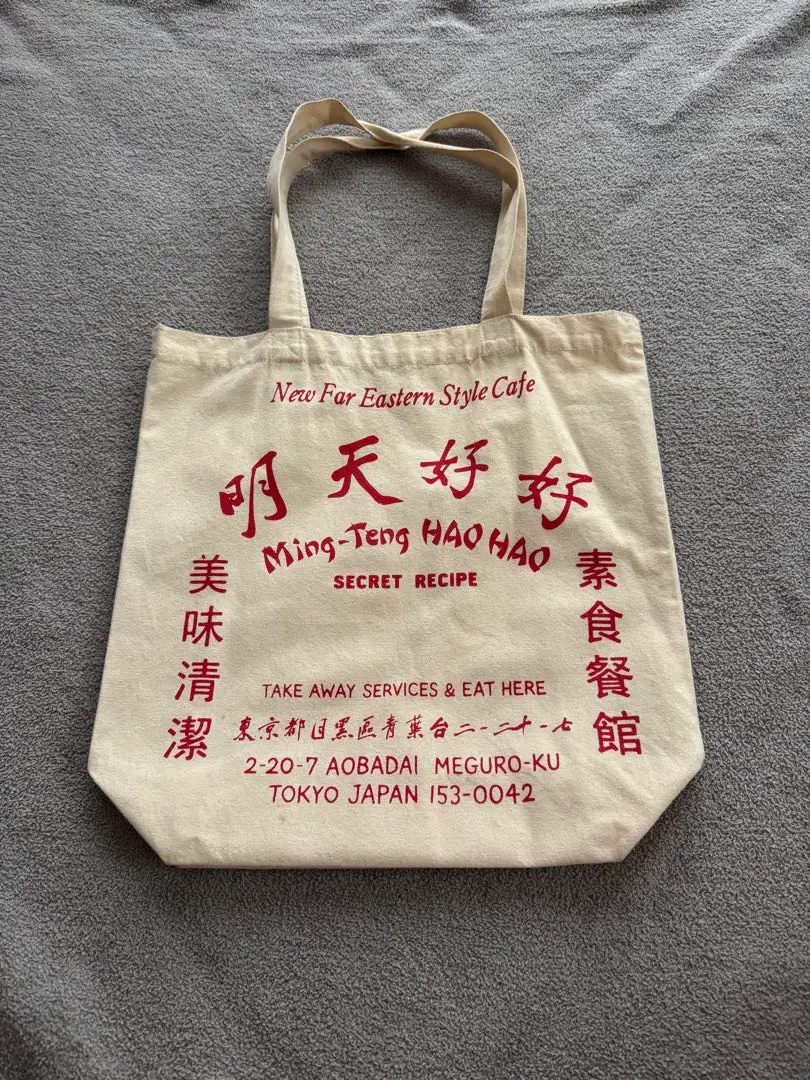 New Far Eastern Style Cafe
明天好好
Ming-Teng HAO HAO
SECRET RECIPE
美味清潔
素食餐館
TAKE AWAY SERVICES & EAT HERE
東京都目黑區青葉台二-二十-七
2-20-7 AOBADAI MEGURO-KU
TOKYO JAPAN 153-0042